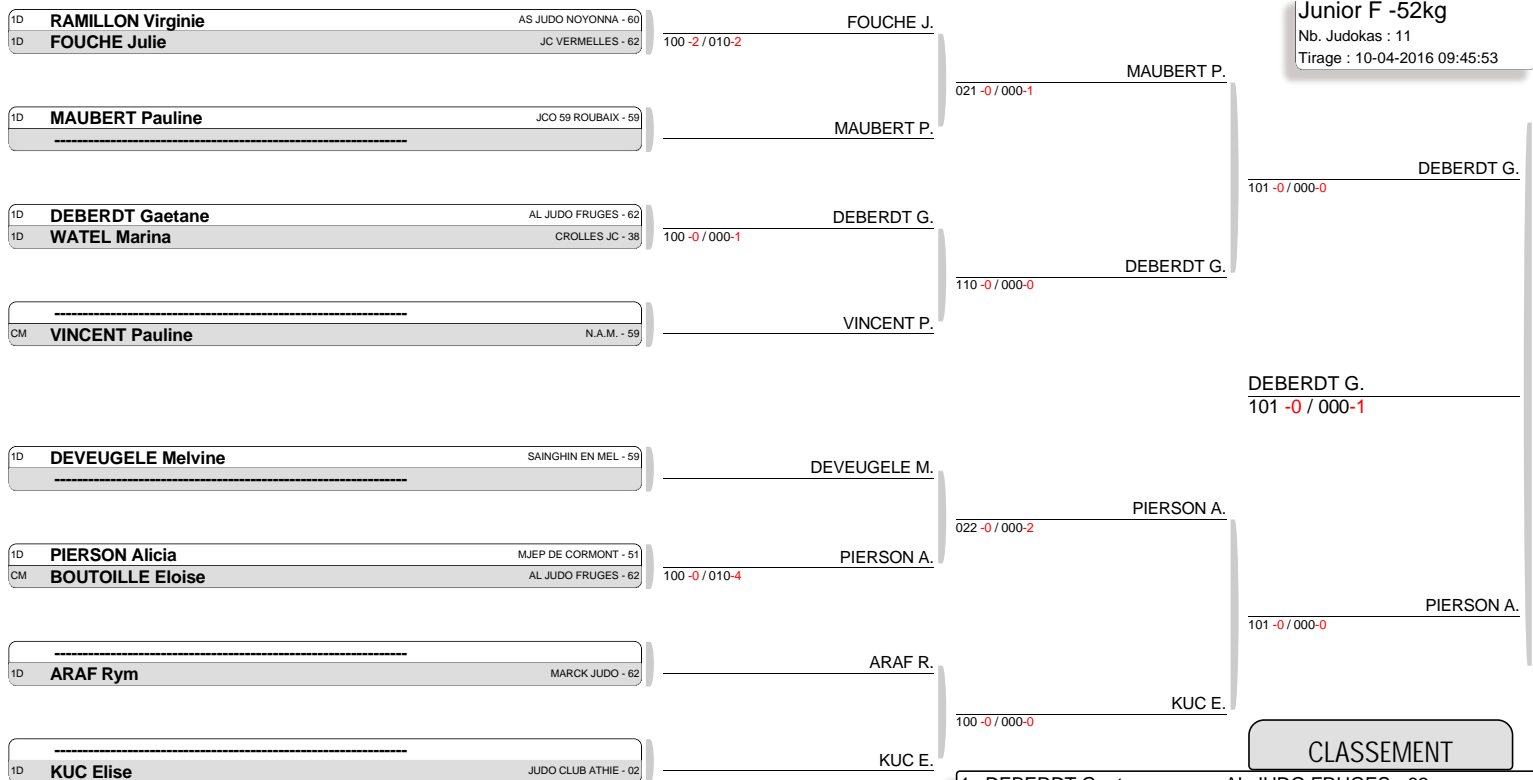 Junior F -52kg
Nb. Judokas : 11
Tirage : 10-04-2016 09:45:53
1D RAMILLON Virginie AS JUDO NOYONNA - 60
1D FOUCHE Julie JC VERMELLES - 62
1D MAUBERT Pauline JCO 59 ROUBAIX - 59
----------------------------------------------------------------
1D DEBERDT Gaetane AL JUDO FRUGES - 62
1D WATEL Marina CROLLES JC - 38
----------------------------------------------------------------
CM VINCENT Pauline N.A.M. - 59
1D DEVEUGELE Melvine SAINGHIN EN MEL - 59
----------------------------------------------------------------
1D PIERSON Alicia MJEP DE CORMONT - 51
CM BOUTOILLE Eloise AL JUDO FRUGES - 62
----------------------------------------------------------------
1D ARAF Rym MARCK JUDO - 62
----------------------------------------------------------------
1D KUC Elise JUDO CLUB ATHIE - 02
FOUCHE J.
100 -2 / 010-2
MAUBERT P.
DEBERDT G.
100 -0 / 000-1
VINCENT P.
DEVEUGELE M.
PIERSON A.
100 -0 / 010-4
ARAF R.
KUC E.
MAUBERT P.
021 -0 / 000-1
DEBERDT G.
110 -0 / 000-0
PIERSON A.
022 -0 / 000-2
KUC E.
100 -0 / 000-0
DEBERDT G.
101 -0 / 000-0
DEBERDT G.
101 -0 / 000-1
PIERSON A.
101 -0 / 000-0
CLASSEMENT